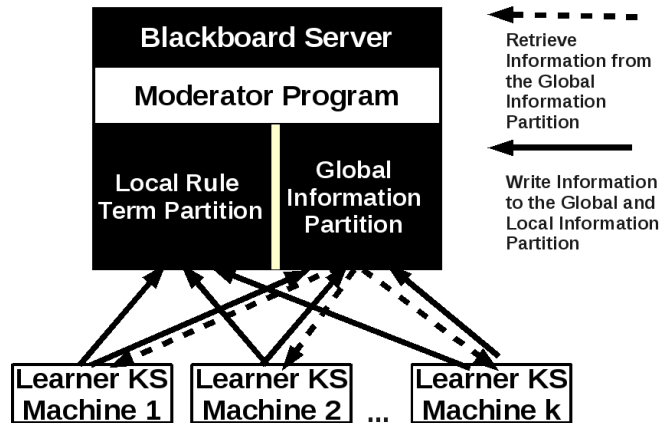 Blackboard Server
Moderator Program
Local Rule
Term Partition
Global
Information
Partition
Retrieve
Information from
the Global
Information
Partition
Write Information
to the Global and
Local Information
Partition
Learner KS
Machine 1
Learner KS
Machine 2
...
Learner KS
Machine k